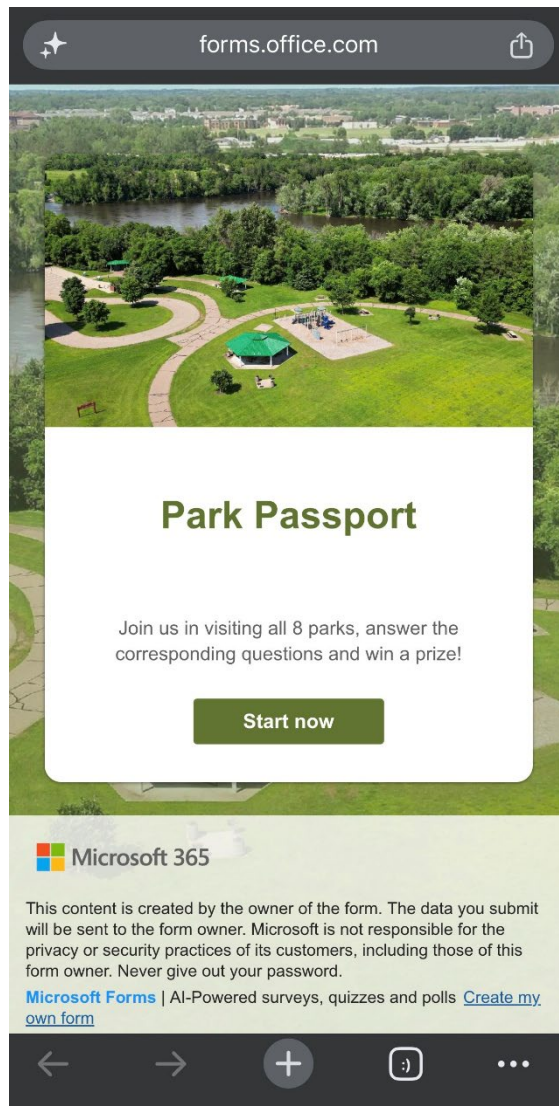 forms.office.com
Park Passport
Join us in visiting all 8 parks, answer the
corresponding questions and win a prize!
Start now
Microsoft 365
This content is created by the owner of the form. The data you submit
will be sent to the form owner. Microsoft is not responsible for the
privacy or security practices of its customers, including those of this
form owner. Never give out your password.
Microsoft Forms | AI-Powered surveys, quizzes and polls Create my
own form
:)